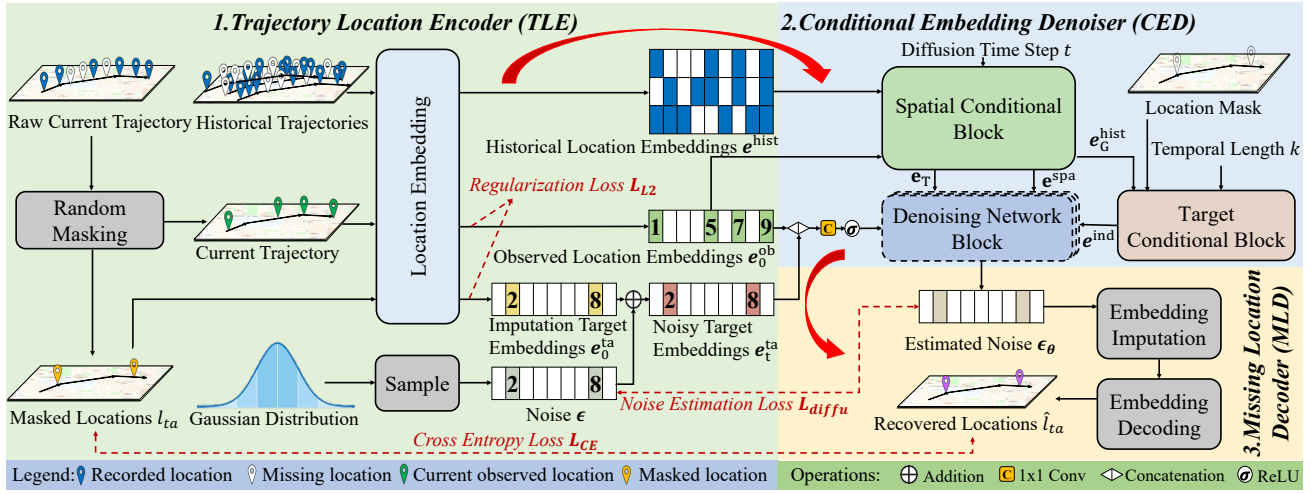 1.Trajectory Location Encoder (TLE)
2.Conditional Embedding Denoiser (CED)
Raw Current Trajectory
Historical Trajectories
Location Embedding
Historical Location Embeddings e^hist
Diffusion Time Step t
Spatial Conditional
Block
Location Mask
Temporal Length k
e_G^hist
e_T
e^spa
Random
Masking
Current Trajectory
Regularization Loss L_L2
1 5 7 9
Observed Location Embeddings e_0^ob
C
σ
Denoising Network
Block
e^ind
Target
Conditional Block
2 8
Imputation Target
Embeddings e_0^ta
2 8
Noisy Target
Embeddings e_t^ta
Masked Locations l_ta
Gaussian Distribution
Sample
2 8
Noise ϵ
Noise Estimation Loss L_diffu
Cross Entropy Loss L_CE
Estimated Noise ϵ_θ
Embedding
Imputation
Embedding
Decoding
Recovered Locations l̂_ta
3.Missing Location
Decoder (MLD)
Legend: Recorded location Missing location Current observed location Masked location
Operations: Addition C 1x1 Conv Concatenation σ ReLU